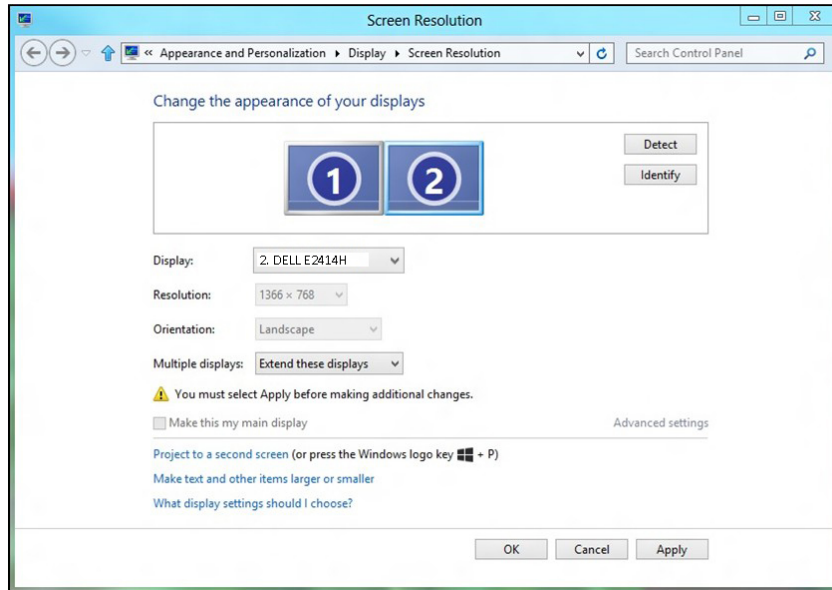 Screen Resolution
« Appearance and Personalization ▸ Display ▸ Screen Resolution
Search Control Panel
Change the appearance of your displays
1 2
Detect
Identify
Display: 2. DELL E2414H
Resolution: 1366 × 768
Orientation: Landscape
Multiple displays: Extend these displays
You must select Apply before making additional changes.
Make this my main display Advanced settings
Project to a second screen (or press the Windows logo key + P)
Make text and other items larger or smaller
What display settings should I choose?
OK Cancel Apply